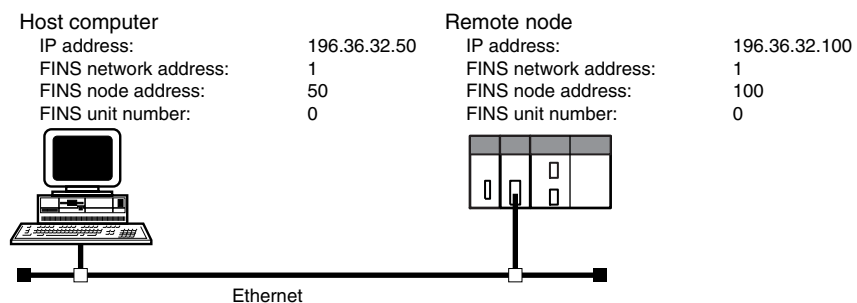 Host computer
IP address: 196.36.32.50
FINS network address: 1
FINS node address: 50
FINS unit number: 0
Remote node
IP address: 196.36.32.100
FINS network address: 1
FINS node address: 100
FINS unit number: 0
Ethernet